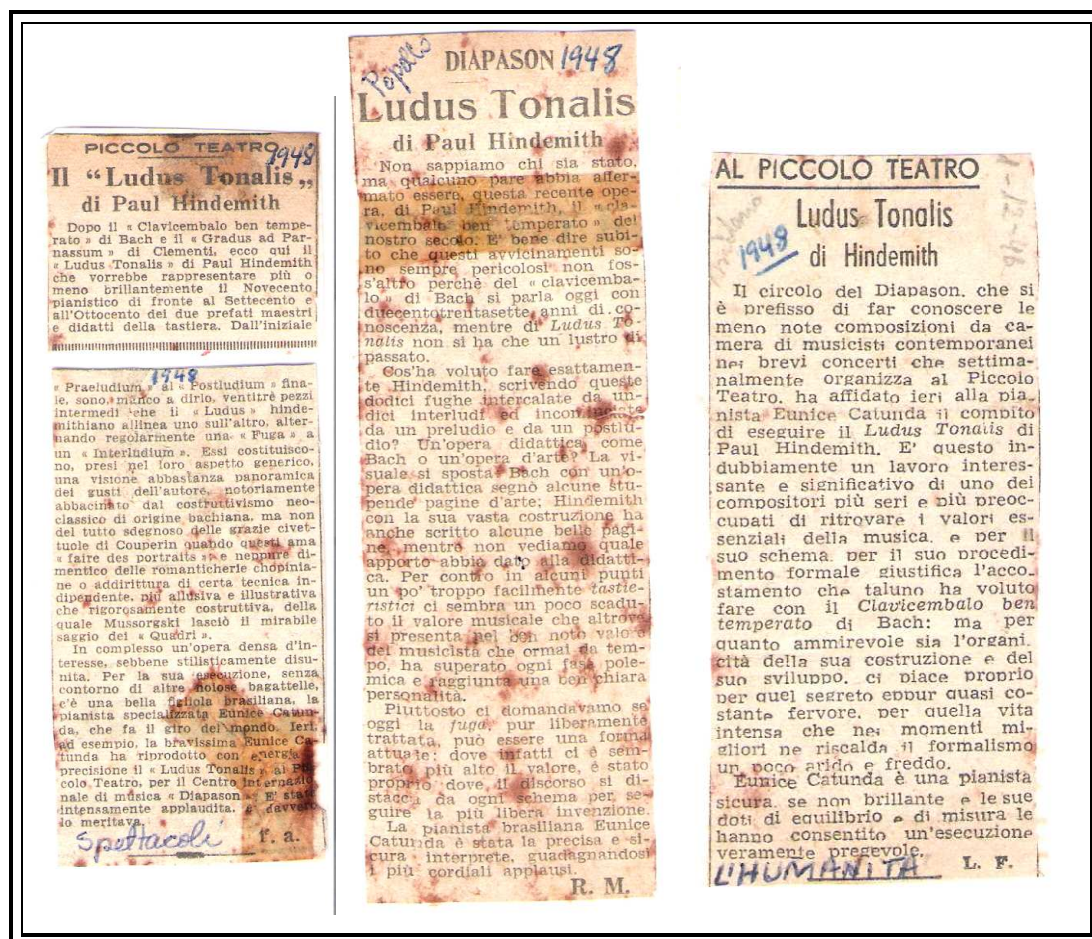 PICCOLO TEATRO
1948
Il “Ludus Tonalis„
di Paul Hindemith
Dopo il « Clavicembalo ben tempe-
rato » di Bach e il « Gradus ad Par-
nassum » di Clementi, ecco qui il
« Ludus Tonalis » di Paul Hindemith
che vorrebbe rappresentare più o
meno brillantemente il Novecento
pianistico di fronte al Settecento e
all'Ottocento dei due prefati maestri
e didatti della tastiera. Dall'iniziale
1948
« Praeludium » al « Postludium » fina-
le, sono, manco a dirlo, ventitrè pezzi
intermedi che il « Ludus » hinde-
mithiano allinea uno sull'altro, alter-
nando regolarmente una « Fuga » a
un « Interludium ». Essi costituisco-
no, presi nel loro aspetto generico,
una visione abbastanza panoramica
dei gusti dell'autore, notoriamente
abbacinato dal costruttivismo neo-
classico di origine bachiana, ma non
del tutto sdegnoso delle grazie civet-
tuole di Couperin quando questi ama
« faire des portraits » e neppure di-
mentico delle romanticherie chopinia-
ne o addirittura di certa tecnica in-
dipendente, più allusiva e illustrativa
che rigorosamente costruttiva, della
quale Mussorgski lasciò il mirabile
saggio dei « Quadri ».
In complesso un'opera densa d'in-
teresse, sebbene stilisticamente disu-
nita. Per la sua esecuzione, senza
contorno di altre noiose bagattelle,
c'è una bella figliola brasiliana, la
pianista specializzata Eunice Catun-
da, che fa il giro del mondo. Ieri,
ad esempio, la bravissima Eunice Ca-
tunda ha riprodotto con energia e
precisione il « Ludus Tonalis » al Pic-
colo Teatro, per il Centro internazio-
nale di música « Diapason ». E' stata
intensamente applaudita. E davvero
lo meritava.
Spettacoli
f. a.
Popolo
DIAPASON 1948
Ludus Tonalis
di Paul Hindemith
Non sappiamo chi sia stato,
ma qualcuno pare abbia affer-
mato essere, questa recente ope-
ra, di Paul Hindemith, il « cla-
vicembalo ben temperato » del
nostro secolo. E' bene dire subi-
to che questi avvicinamenti so-
no sempre pericolosi non fos-
s'altro perchè del « clavicemba-
lo » di Bach si parla oggi con
duecentotrentasette anni di co-
noscenza, mentre di Ludus To-
nalis non si ha che un lustro di
passato.
Cos'ha voluto fare esattamen-
te Hindemith, scrivendo queste
dodici fughe intercalate da un-
dici interludi ed incominciate
da un preludio e da un postlu-
dio? Un'opera didattica come
Bach o un'opera d'arte? La vi-
suale si sposta: Bach con un'o-
pera didattica segnò alcune stu-
pende pagine d'arte; Hindemith
con la sua vasta costruzione ha
anche scritto alcune belle pagi-
ne, mentre non vediamo quale
apporto abbia dato alla didatti-
ca. Per contro in alcuni punti
un po' troppo facilmente tastie-
ristici ci sembra un poco scadu-
to il valore musicale che altrove
si presenta nel ben noto valore
del musicista che ormai da tem-
po, ha superato ogni fase pole-
mica e raggiunta una ben chiara
personalità.
Piuttosto ci domandavamo se
oggi la fuga, pur liberamente
trattata, può essere una forma
attuale: dove infatti ci è sem-
brato più alto il valore, è stato
proprio dove il discorso si di-
stacca da ogni schema per se-
guire la più libera invenzione.
La pianista brasiliana Eunice
Catunda è stata la precisa e si-
cura interprete, guadagnandosi
i più cordiali applausi.
R. M.
AL PICCOLO TEATRO
Ludus Tonalis
1948
di Hindemith
1-12-48
Il circolo del Diapason, che si
è prefisso di far conoscere le
meno note composizioni da ca-
mera di musicisti contemporanei
nei brevi concerti che settima-
nalmente organizza al Piccolo
Teatro, ha affidato ieri alla pia-
nista Eunice Catunda il compito
di eseguire il Ludus Tonalis di
Paul Hindemith. E' questo in-
dubbiamente un lavoro interes-
sante e significativo di uno dei
compositori più seri e più preoc-
cupati di ritrovare i valori es-
senziali della musica, e per il
suo schema, per il suo procedi-
mento formale giustifica l'acco-
stamento che taluno ha voluto
fare con il Clavicembalo ben
temperato di Bach: ma per
quanto ammirevole sia l'organi-
cità della sua costruzione e del
suo sviluppo, ci piace proprio
per quel segreto eppur quasi co-
stante fervore, per quella vita
intensa che nei momenti mi-
gliori ne riscalda il formalismo
un poco arido e freddo.
Eunice Catunda è una pianista
sicura, se non brillante e le sue
doti di equilibrio e di misura le
hanno consentito un'esecuzione
veramente pregevole.
L. F.
L'HUMANITÀ